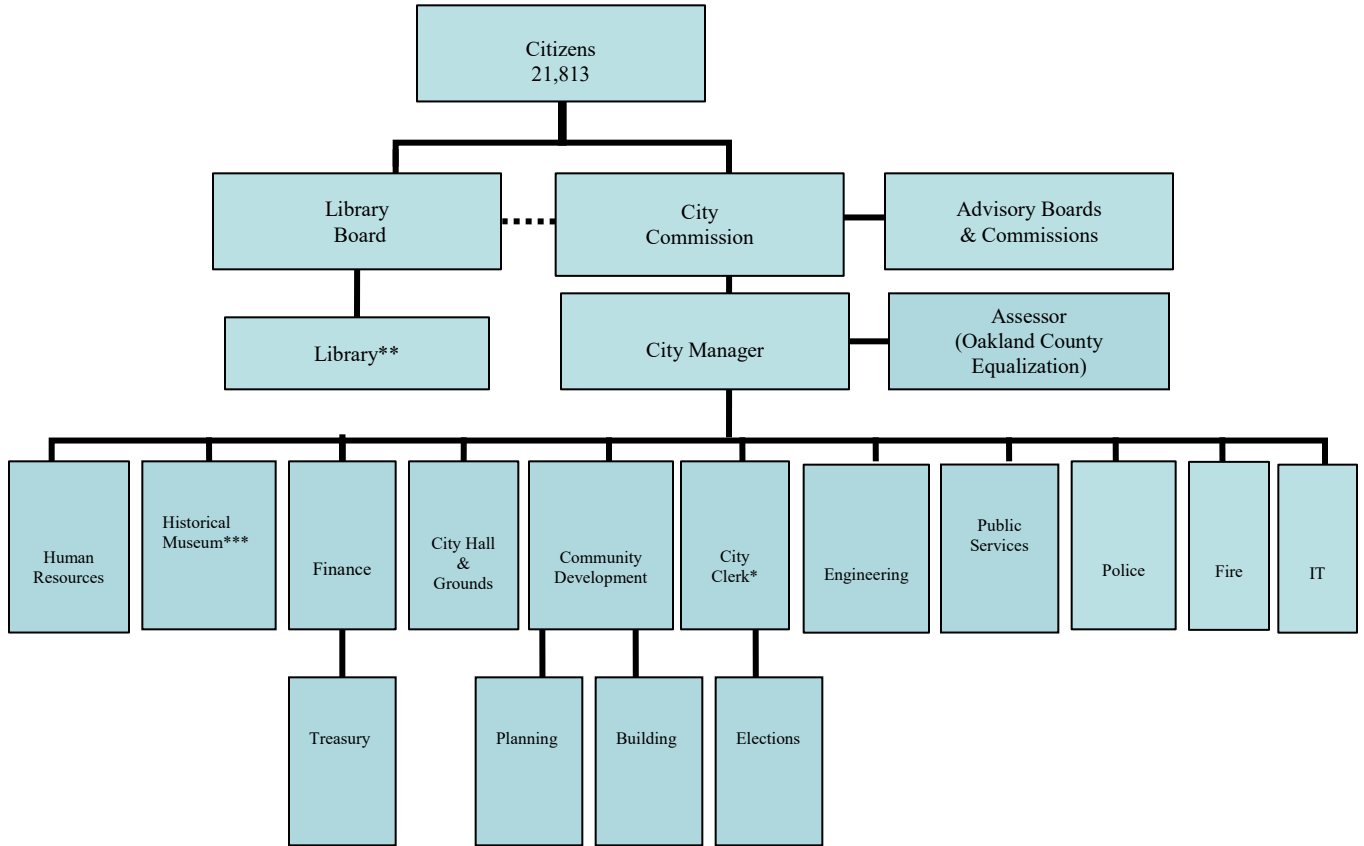 Citizens
21,813
Library
Board
City
Commission
Advisory Boards
& Commissions
Library**
City Manager
Assessor
(Oakland County
Equalization)
Human
Resources
Historical
Museum***
Finance
City Hall
&
Grounds
Community
Development
City
Clerk*
Engineering
Public
Services
Police
Fire
IT
Treasury
Planning
Building
Elections